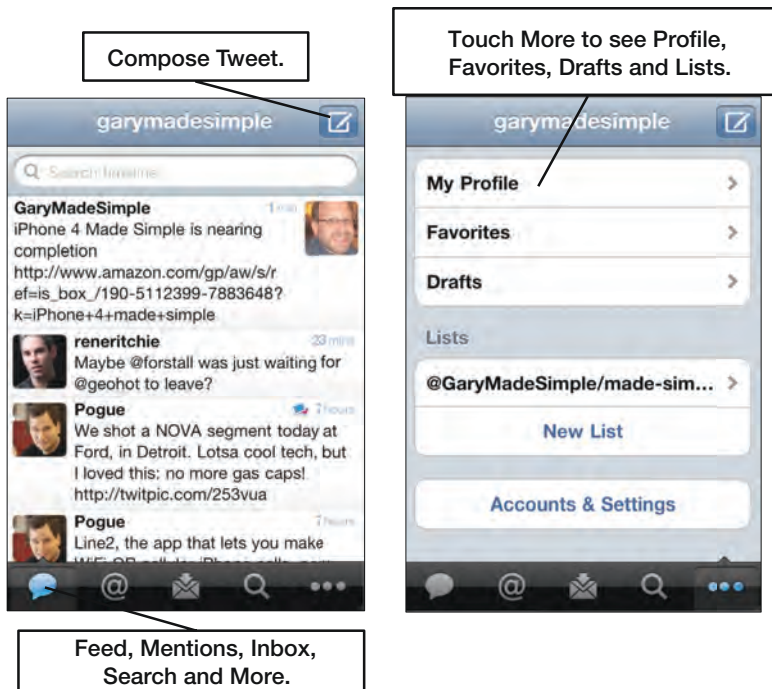 Compose Tweet.
Touch More to see Profile,
Favorites, Drafts and Lists.
garymadesimple
Search timeline
GaryMadeSimple 1 min
iPhone 4 Made Simple is nearing
completion
http://www.amazon.com/gp/aw/s/r
ef=is_box_/190-5112399-7883648?
k=iPhone+4+made+simple
reneritchie 23 mins
Maybe @forstall was just waiting for
@geohot to leave?
Pogue 7 hours
We shot a NOVA segment today at
Ford, in Detroit. Lotsa cool tech, but
I loved this: no more gas caps!
http://twitpic.com/253vua
Pogue 7 hours
Line2, the app that lets you make
Feed, Mentions, Inbox,
Search and More.
garymadesimple
My Profile
Favorites
Drafts
Lists
@GaryMadeSimple/made-sim...
New List
Accounts & Settings